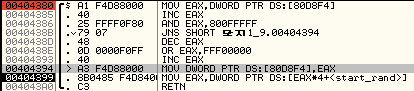 00404380 $ A1 F4D88000 MOV EAX,DWORD PTR DS:[80D8F4]
00404385 . 40 INC EAX
00404386 . 25 FFFF0F80 AND EAX,800FFFFF
0040438B . 79 07 JNS SHORT
0040438D . 48 DEC EAX
0040438E . 0D 0000F0FF OR EAX,FFF00000
00404393 . 40 INC EAX
00404394 > A3 F4D88000 MOV DWORD PTR DS:[80D8F4],EAX
00404399 . 8B0485 F4D840 MOV EAX,DWORD PTR DS:[EAX*4+<start_rand>]
004043A0 . C3 RETN